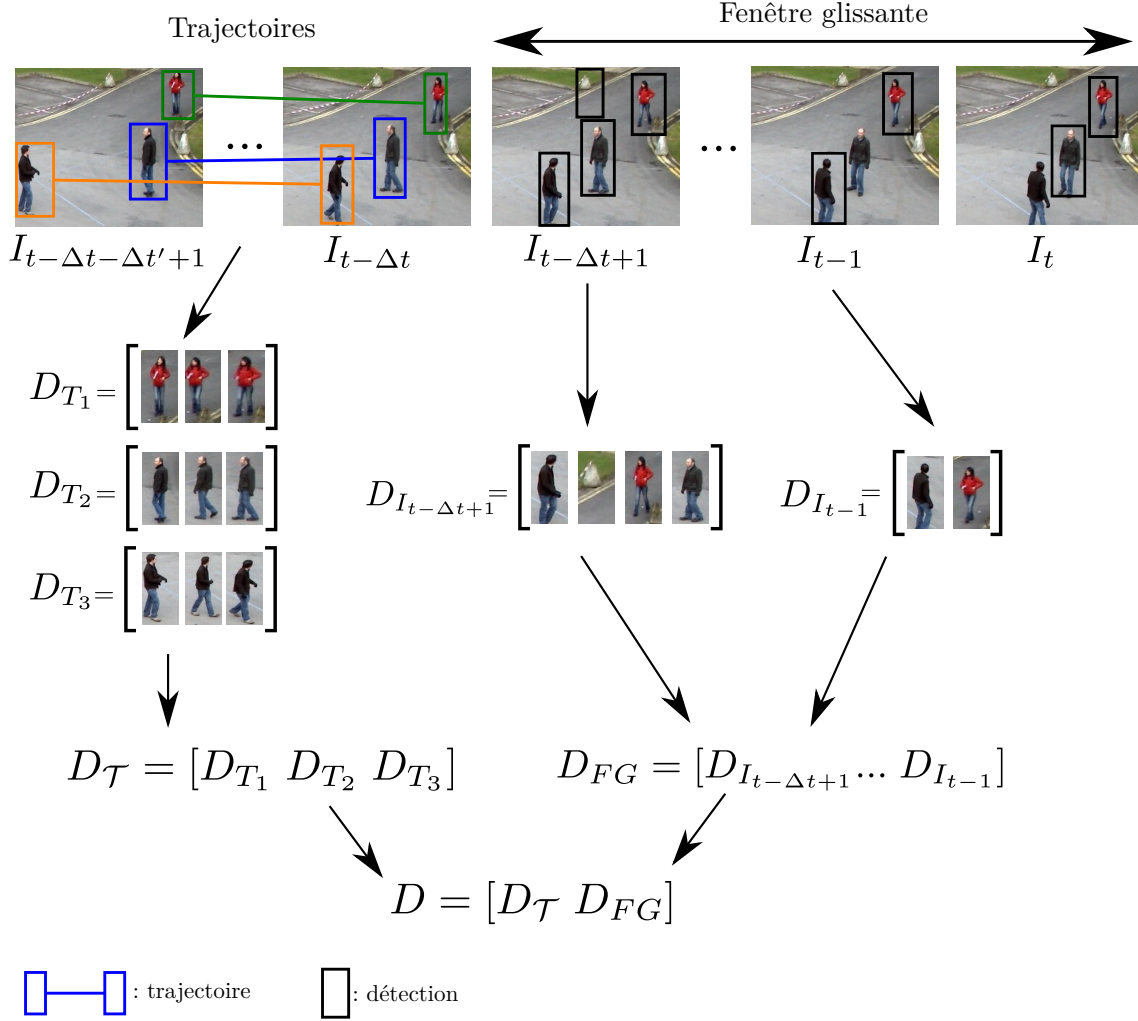 Trajectoires
Fenêtre glissante
...
...
I_{t-Δt-Δt'+1}
I_{t-Δt}
I_{t-Δt+1}
I_{t-1}
I_t
D_{T_1} = [ ]
D_{T_2} = [ ]
D_{T_3} = [ ]
D_{I_{t-Δt+1}} = [ ]
D_{I_{t-1}} = [ ]
D_𝒯 = [D_{T_1} D_{T_2} D_{T_3}]
D_{FG} = [D_{I_{t-Δt+1}} ... D_{I_{t-1}}]
D = [D_𝒯 D_{FG}]
: trajectoire
: détection